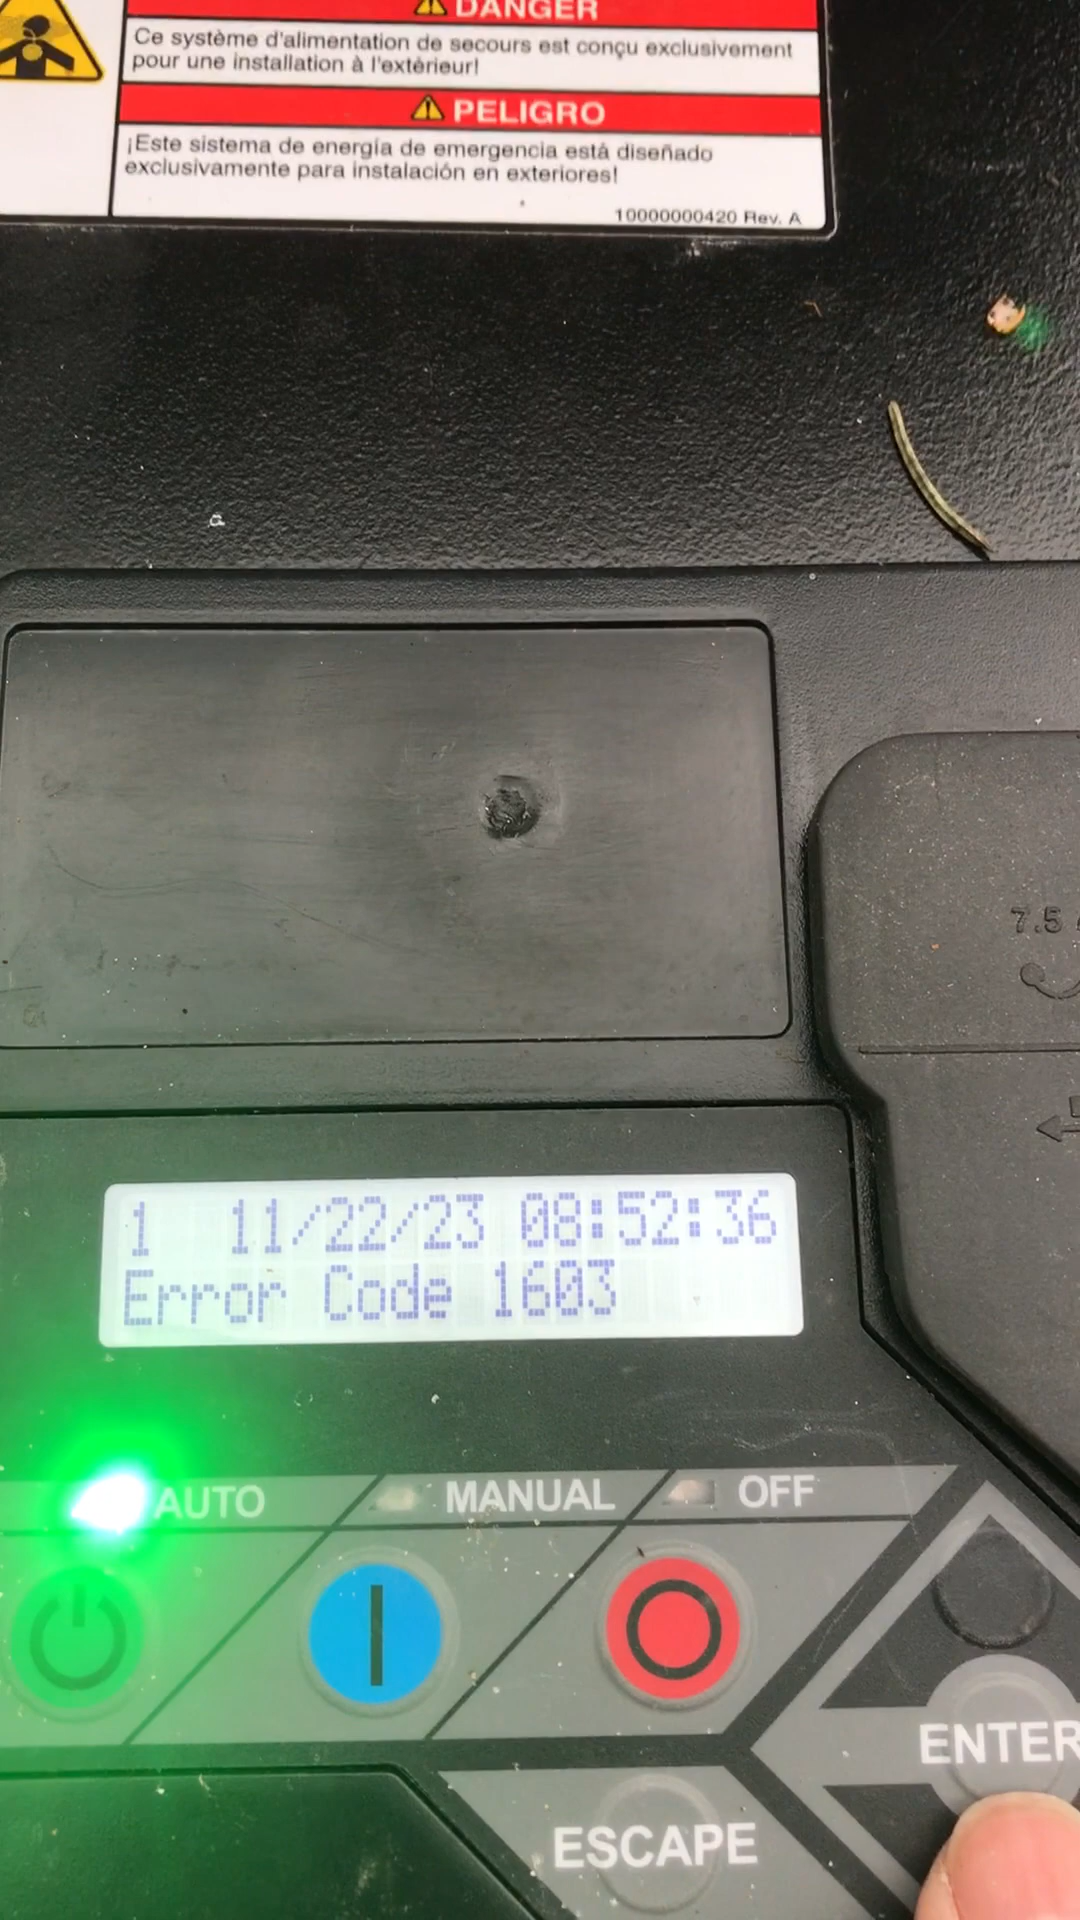 DANGER
Ce système d'alimentation de secours est conçu exclusivement
pour une installation à l'extérieur!
PELIGRO
¡Este sistema de energía de emergencia está diseñado
exclusivamente para instalación en exteriores!
10000000420 Rev. A
7.5
1 11/22/23 08:52:36
Error Code 1603
AUTO MANUAL OFF
ENTER
ESCAPE